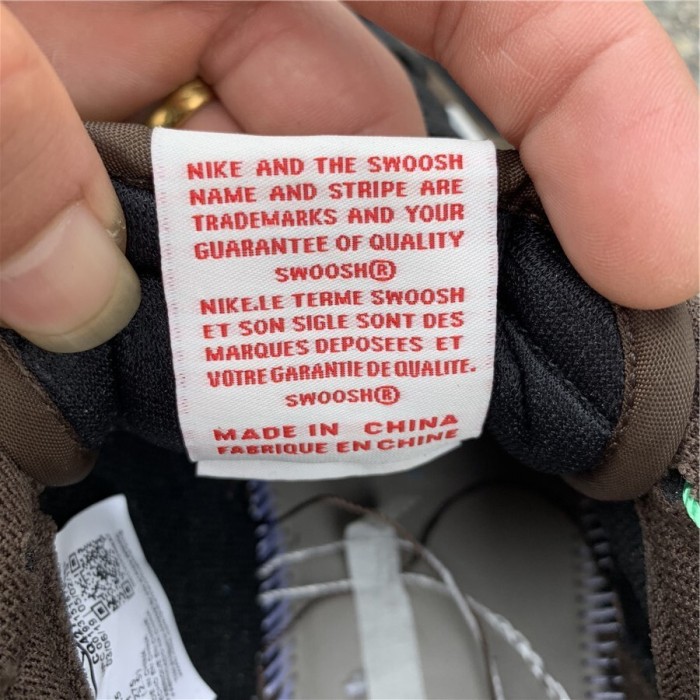 NIKE AND THE SWOOSH
NAME AND STRIPE ARE
TRADEMARKS AND YOUR
GUARANTEE OF QUALITY
SWOOSH®
NIKE.LE TERME SWOOSH
ET SON SIGLE SONT DES
MARQUES DEPOSEES ET
VOTRE GARANTIE DE QUALITE.
SWOOSH®
MADE IN CHINA
FABRIQUE EN CHINE